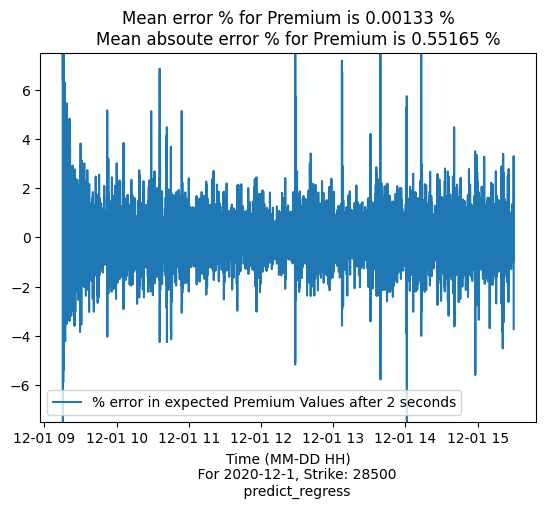 Mean error % for Premium is 0.00133 %
Mean absoute error % for Premium is 0.55165 %
6
4
2
0
−2
−4
−6
% error in expected Premium Values after 2 seconds
12-01 09 12-01 10 12-01 11 12-01 12 12-01 13 12-01 14 12-01 15
Time (MM-DD HH)
For 2020-12-1, Strike: 28500
predict_regress